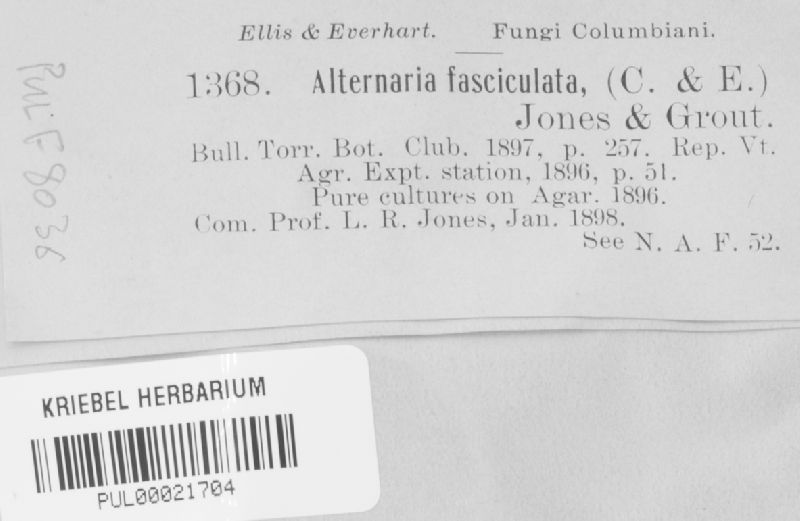 Ellis & Everhart. Fungi Columbiani.
1368. Alternaria fasciculata, (C. & E.)
Jones & Grout.
Bull. Torr. Bot. Club. 1897, p. 257. Rep. Vt.
Agr. Expt. station, 1896, p. 51.
Pure cultures on Agar. 1896.
Com. Prof. L. R. Jones, Jan. 1898.
See N. A. F. 52.
PUL F 8036
KRIEBEL HERBARIUM
PUL00021704